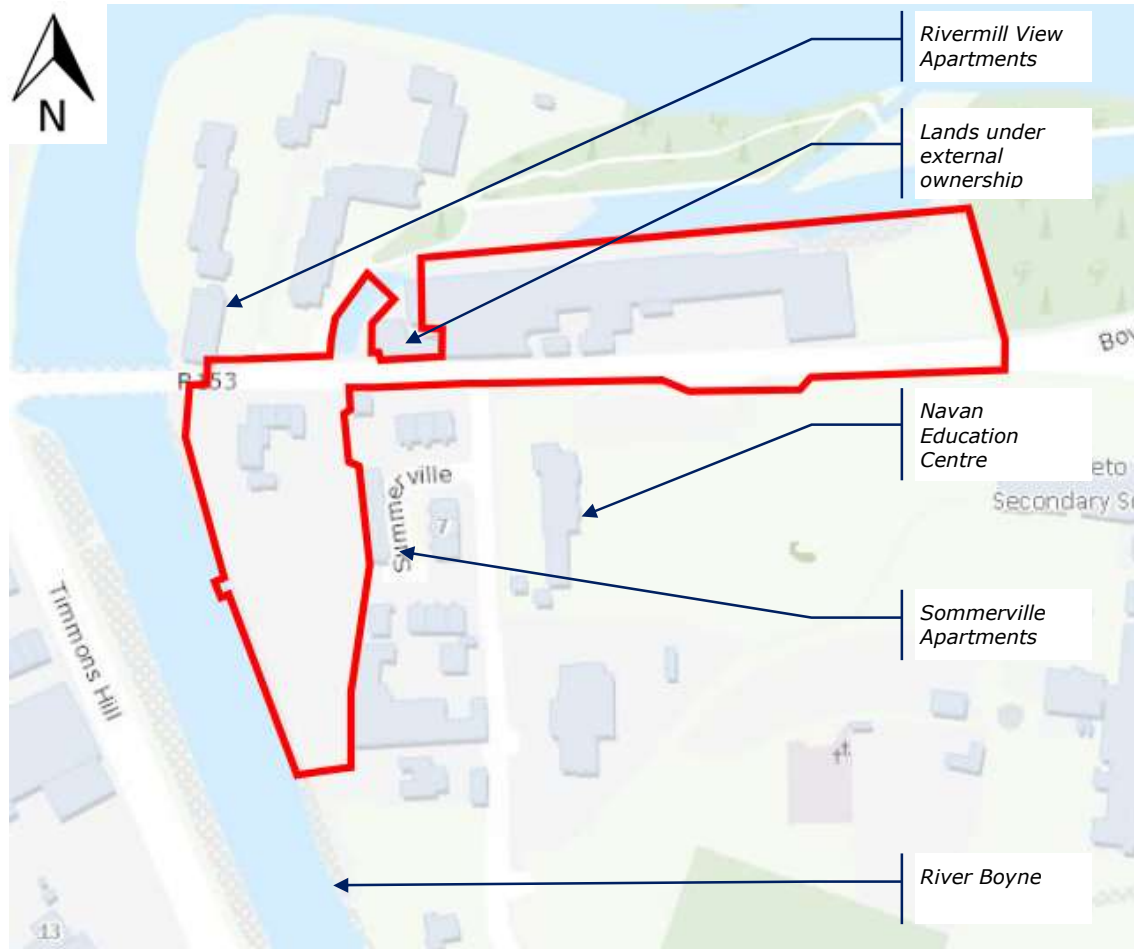 N
Rivermill View
Apartments
Lands under
external
ownership
Navan
Education
Centre
Sommerville
Apartments
River Boyne
R153
eto
Secondary
Summerville
7
Timmons Hill
13